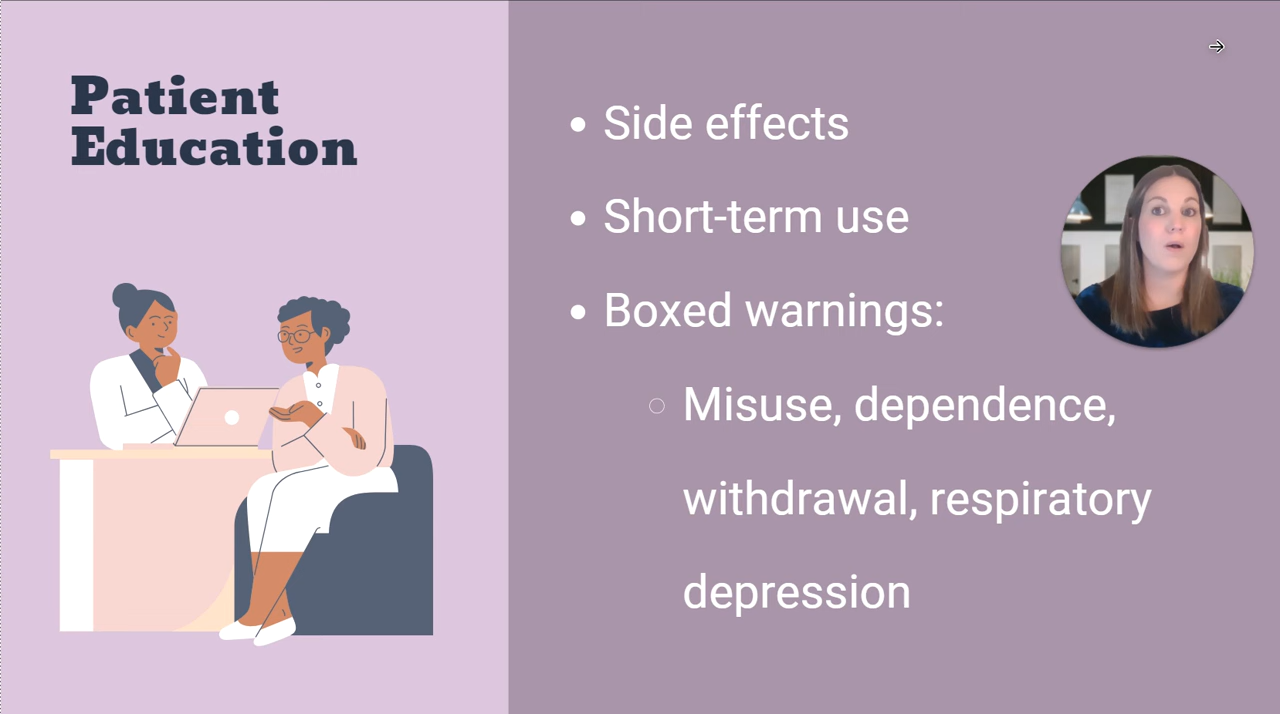 Patient
Education
Side effects
Short-term use
Boxed warnings:
Misuse, dependence,
withdrawal, respiratory
depression